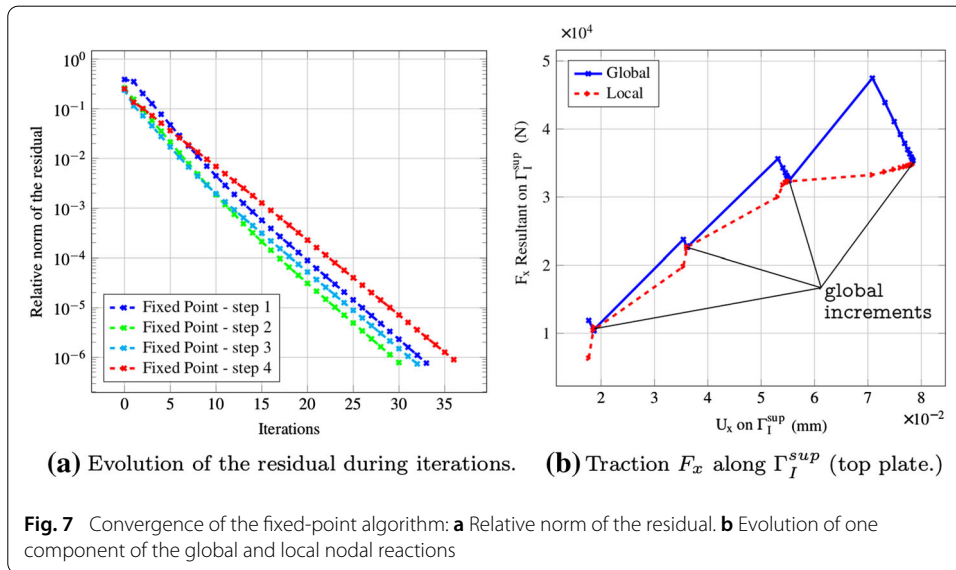 10^0
10^-1
10^-2
10^-3
10^-4
10^-5
10^-6
Relative norm of the residual
Fixed Point - step 1
Fixed Point - step 2
Fixed Point - step 3
Fixed Point - step 4
0 5 10 15 20 25 30 35
Iterations
(a) Evolution of the residual during iterations.
×10^4
5
4
3
2
1
F_x Resultant on Γ_I^sup (N)
Global
Local
global
increments
2 3 4 5 6 7 8
×10^-2
U_x on Γ_I^sup (mm)
(b) Traction F_x along Γ_I^sup (top plate.)
Fig. 7 Convergence of the fixed-point algorithm: a Relative norm of the residual. b Evolution of one
component of the global and local nodal reactions